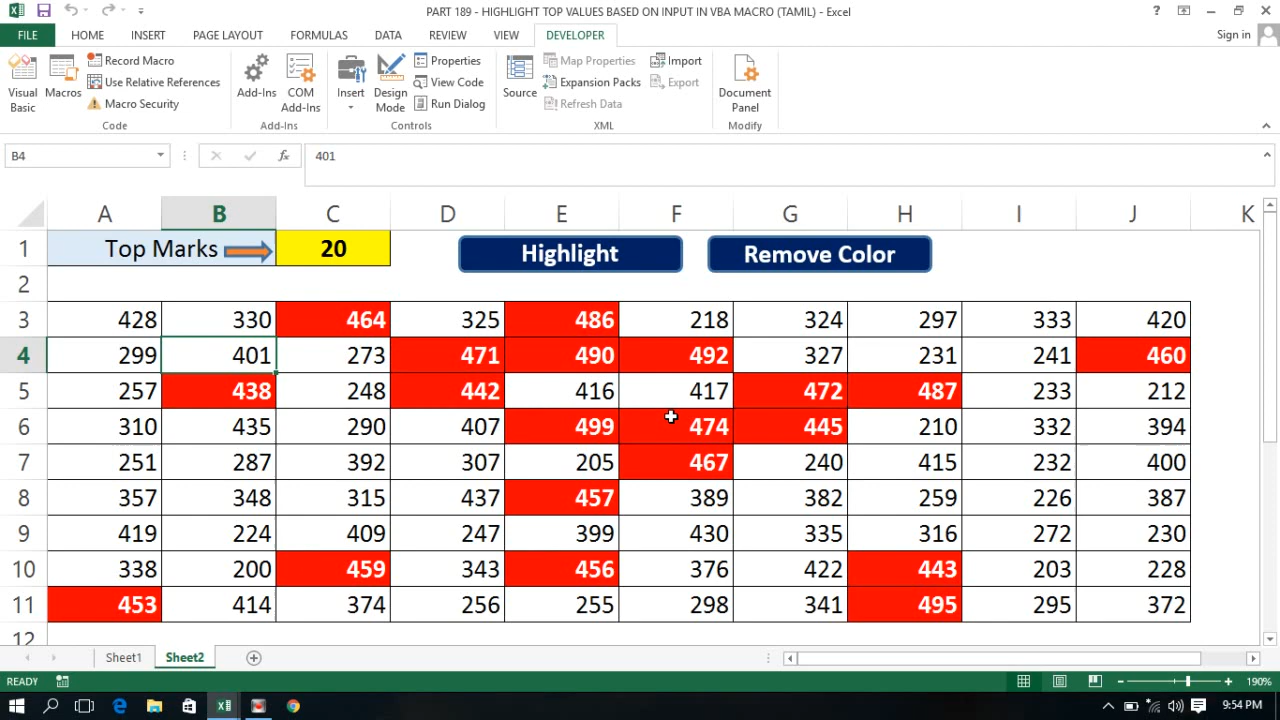 PART 189 - HIGHLIGHT TOP VALUES BASED ON INPUT IN VBA MACRO (TAMIL) - Excel
FILE HOME INSERT PAGE LAYOUT FORMULAS DATA REVIEW VIEW DEVELOPER Sign in
Visual Basic
Macros
Record Macro
Use Relative References
Macro Security
Code
Add-Ins
COM Add-Ins
Add-Ins
Insert
Design Mode
Properties
View Code
Run Dialog
Controls
Source
Map Properties
Expansion Packs
Refresh Data
Import
Export
XML
Document Panel
Modify
B4 fx 401
A B C D E F G H I J K
1 Top Marks 20 Highlight Remove Color
2
3 428 330 464 325 486 218 324 297 333 420
4 299 401 273 471 490 492 327 231 241 460
5 257 438 248 442 416 417 472 487 233 212
6 310 435 290 407 499 474 445 210 332 394
7 251 287 392 307 205 467 240 415 232 400
8 357 348 315 437 457 389 382 259 226 387
9 419 224 409 247 399 430 335 316 272 230
10 338 200 459 343 456 376 422 443 203 228
11 453 414 374 256 255 298 341 495 295 372
12
Sheet1 Sheet2
READY 190%
9:54 PM